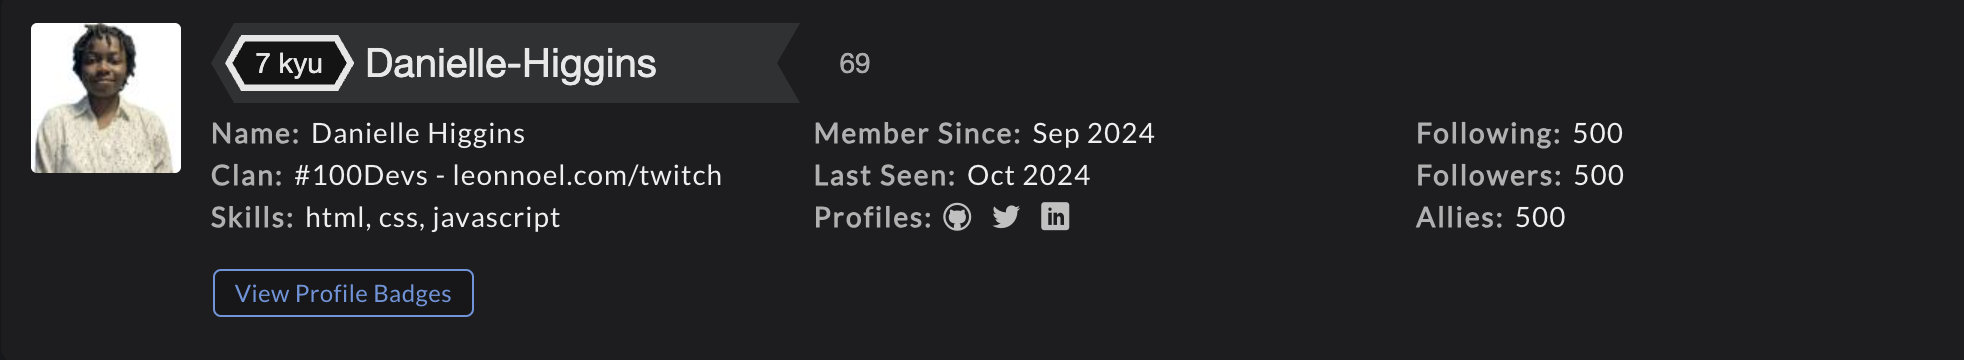 7 kyu Danielle-Higgins 69
Name: Danielle Higgins
Member Since: Sep 2024
Following: 500
Clan: #100Devs - leonnoel.com/twitch
Last Seen: Oct 2024
Followers: 500
Skills: html, css, javascript
Profiles: in
Allies: 500
View Profile Badges